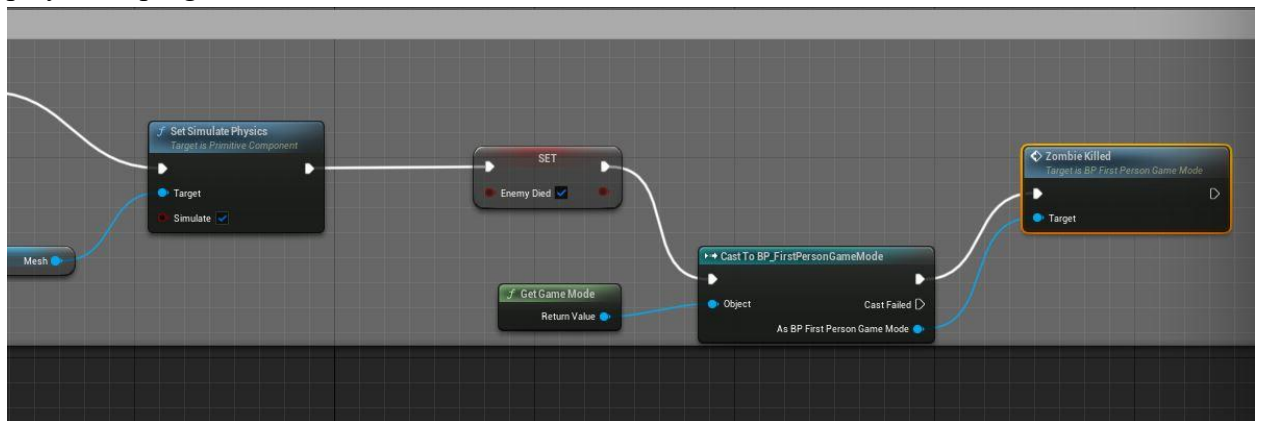 Set Simulate Physics
Target is Primitive Component
Target
Simulate
Mesh
SET
Enemy Died
Get Game Mode
Return Value
Cast To BP_FirstPersonGameMode
Object
Cast Failed
As BP First Person Game Mode
Zombie Killed
Target is BP First Person Game Mode
Target